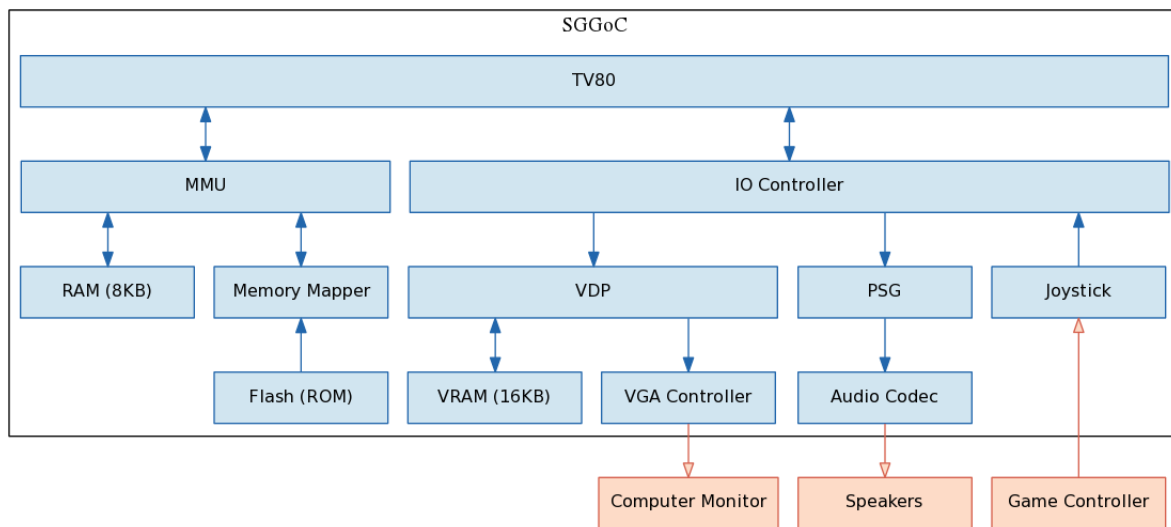 SGGoC
TV80
MMU
IO Controller
RAM (8KB)
Memory Mapper
VDP
PSG
Joystick
Flash (ROM)
VRAM (16KB)
VGA Controller
Audio Codec
Computer Monitor
Speakers
Game Controller